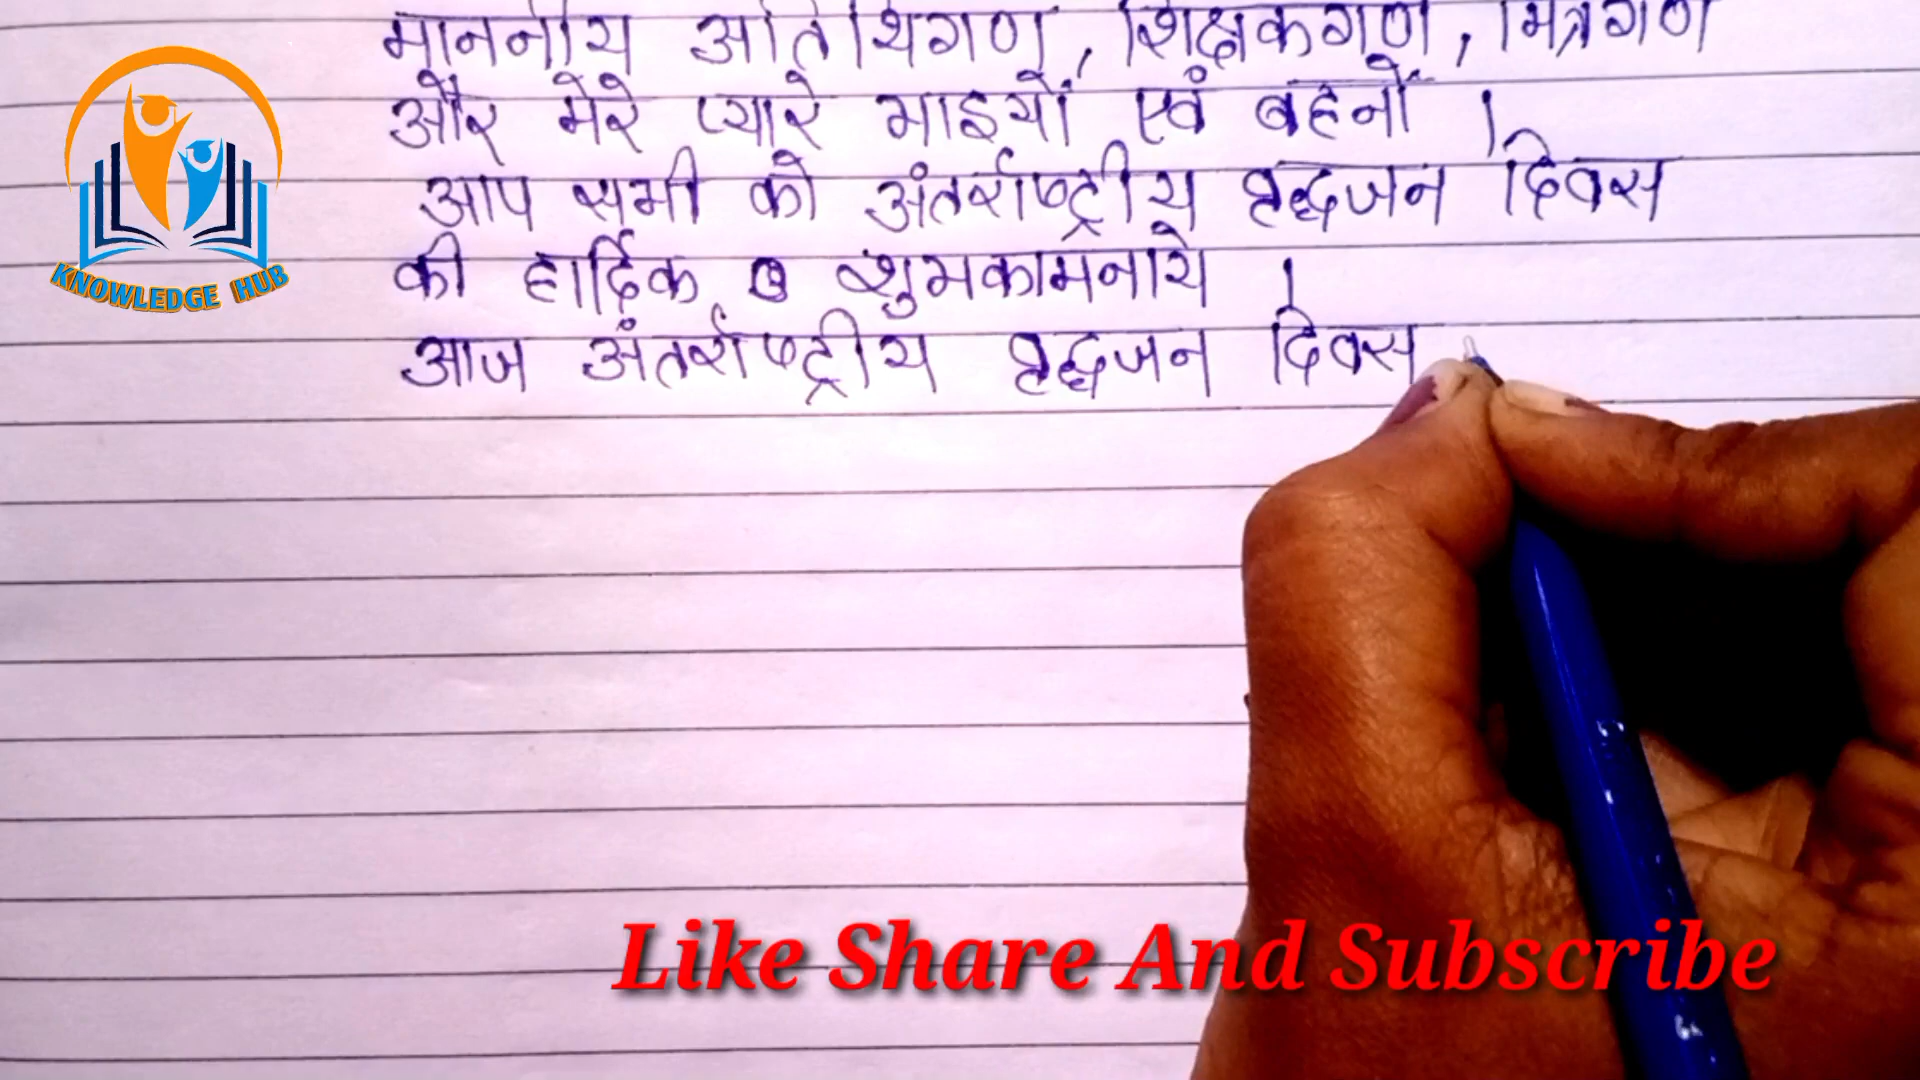 माननीय अतिथिगण, शिक्षकगण, मित्रगण
और मेरे प्यारे भाइयों एवं बहनों ।
आप सभी को अंतर्राष्ट्रीय वृद्धजन दिवस
की हार्दिक शुभकामनाये ।
आज अंतर्राष्ट्रीय वृद्धजन दिवस
KNOWLEDGE HUB
Like Share And Subscribe